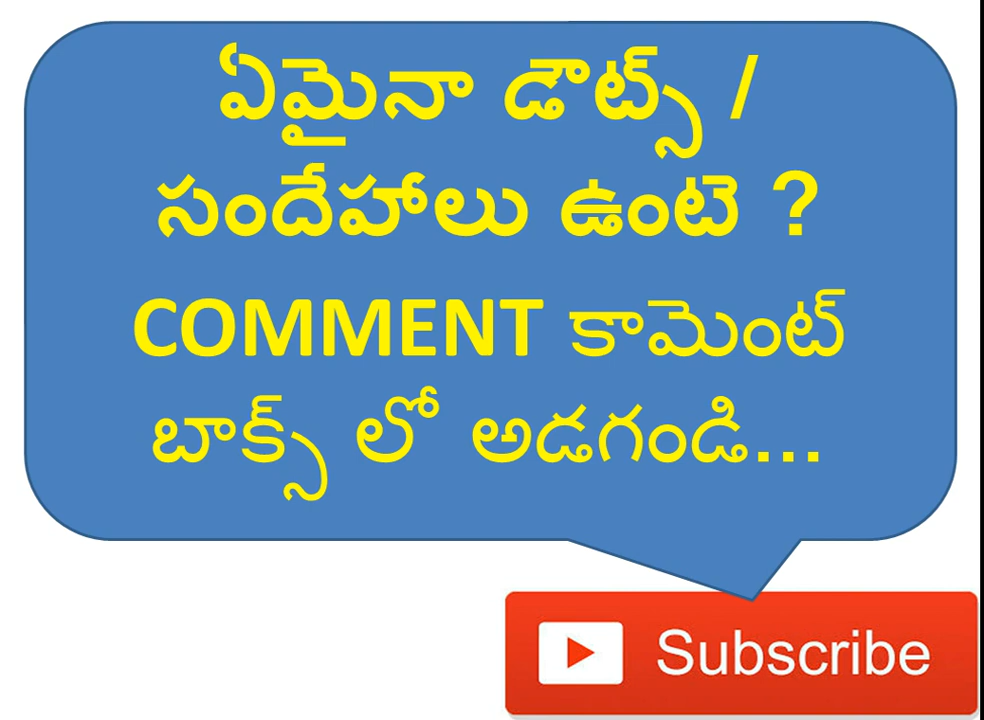 ఏమైనా డౌట్స్ /
సందేహాలు ఉంటె ?
COMMENT కామెంట్
బాక్స్ లో అడగండి...
Subscribe